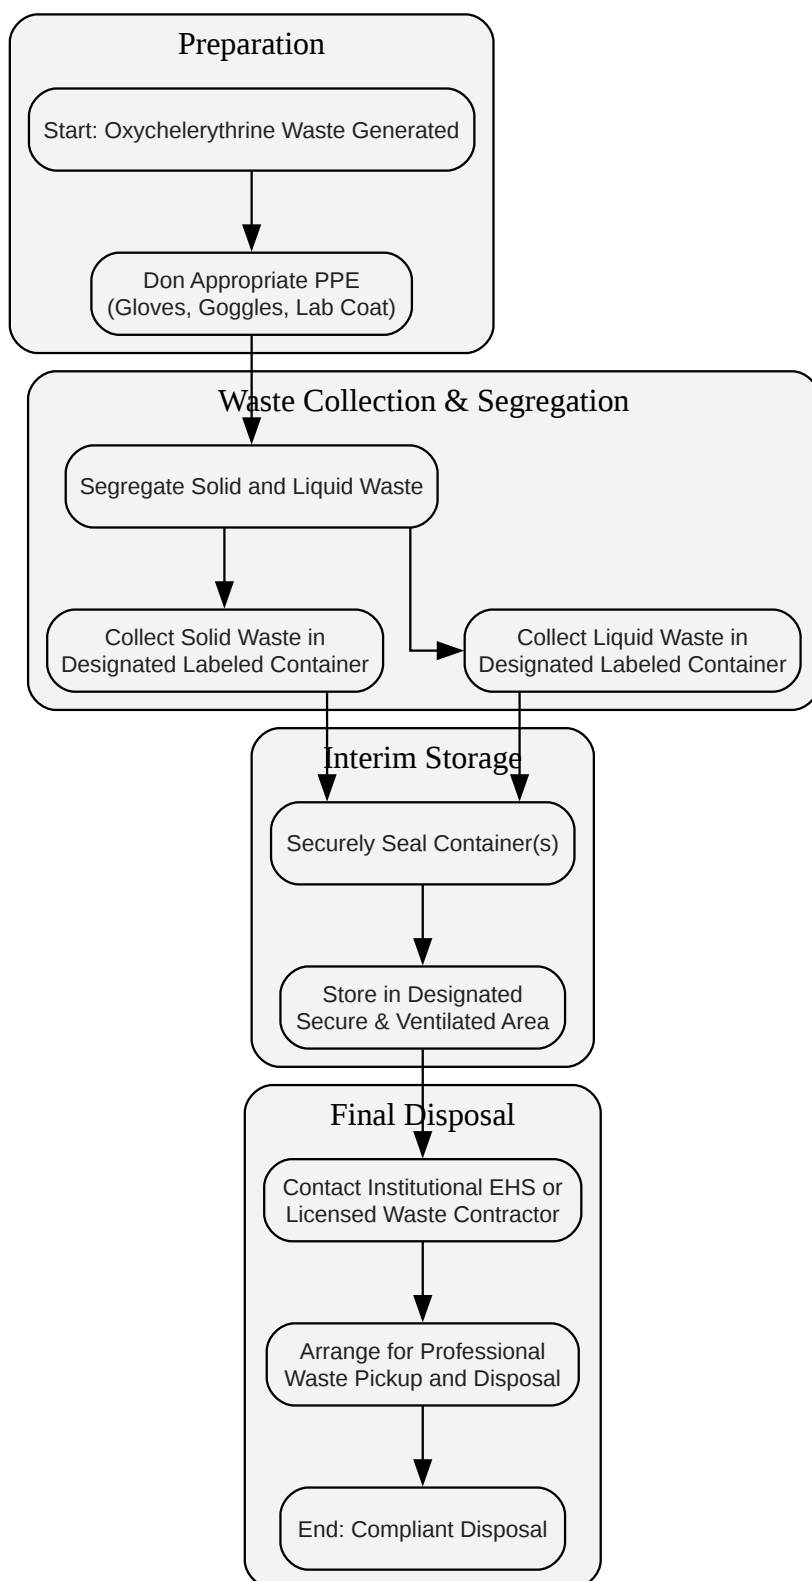 Preparation
Start: Oxychelerythrine Waste Generated
Don Appropriate PPE
(Gloves, Goggles, Lab Coat)
Waste Collection & Segregation
Segregate Solid and Liquid Waste
Collect Solid Waste in
Designated Labeled Container
Collect Liquid Waste in
Designated Labeled Container
Interim Storage
Securely Seal Container(s)
Store in Designated
Secure & Ventilated Area
Final Disposal
Contact Institutional EHS or
Licensed Waste Contractor
Arrange for Professional
Waste Pickup and Disposal
End: Compliant Disposal